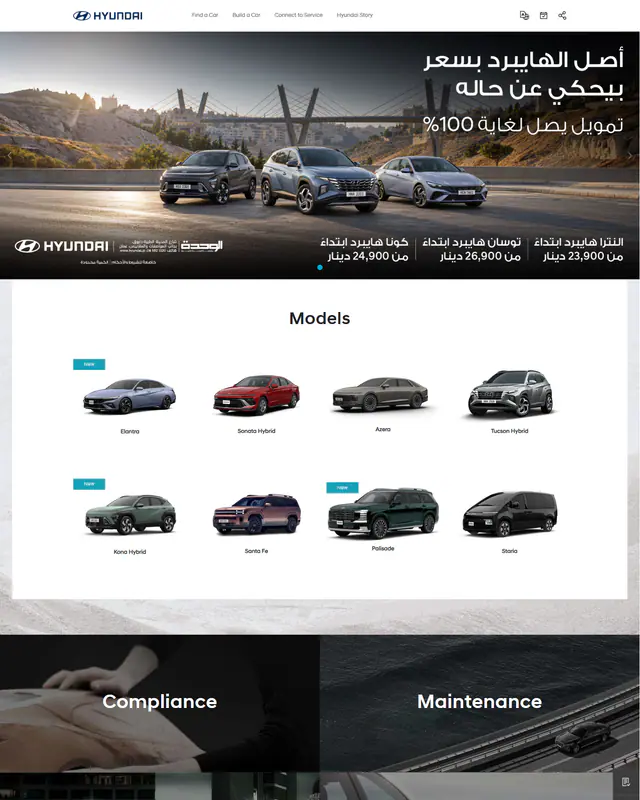 HYUNDAI
Find a Car
Build a Car
Connect to Service
Hyundai Story
أصل الهايبرد بسعر
بيحكي عن حاله
تمويل يصل لغاية 100%
HYUNDAI
الوحدة
النترا هايبرد ابتداءً
من 23,900 دينار
توسان هايبرد ابتداءً
من 26,900 دينار
كونا هايبرد ابتداءً
من 24,900 دينار
Models
New
Elantra
Sonata Hybrid
Azera
Tucson Hybrid
New
Kona Hybrid
Santa Fe
New
Palisade
Staria
Compliance
Maintenance